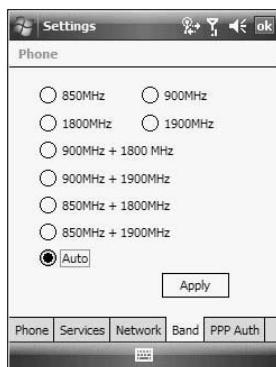 Settings ok
Phone
850MHz 900MHz
1800MHz 1900MHz
900MHz + 1800 MHz
900MHz + 1900MHz
850MHz + 1800MHz
850MHz + 1900MHz
Auto
Apply
Phone Services Network Band PPP Auth